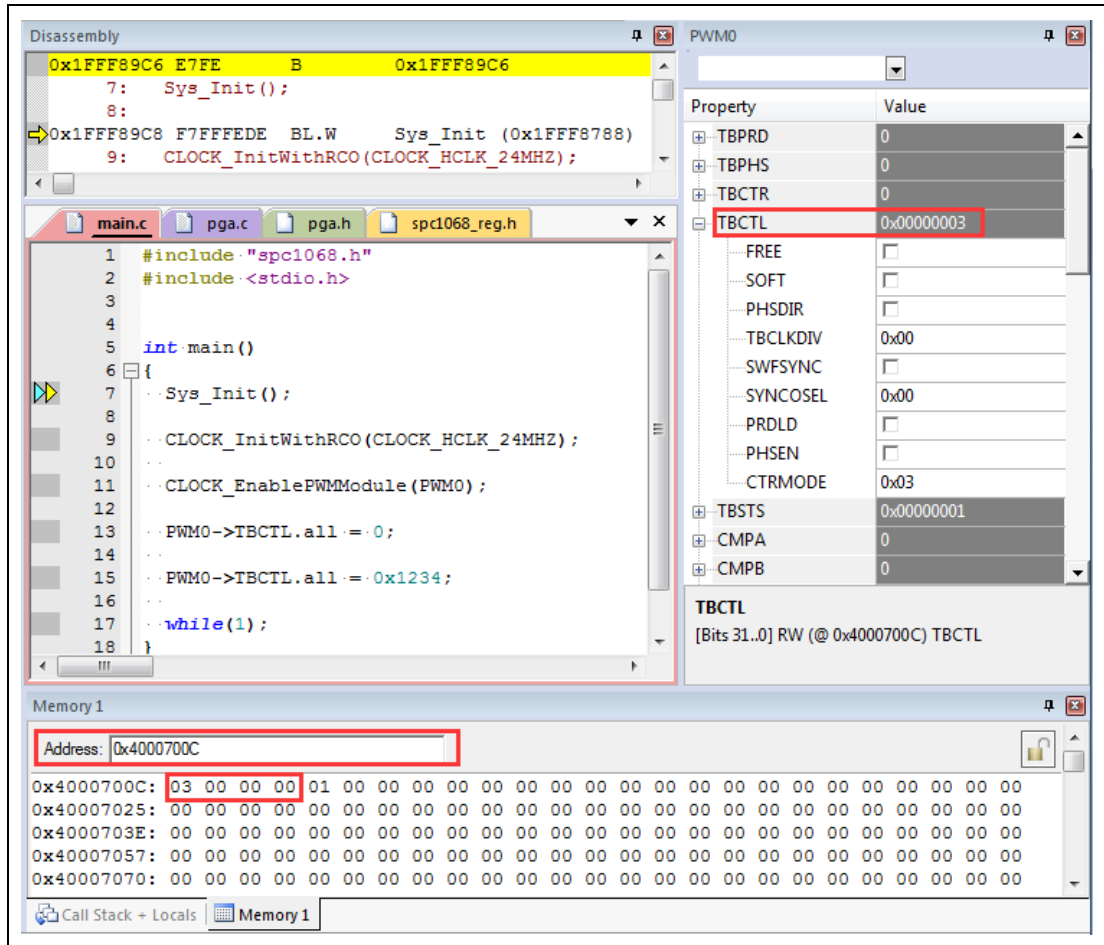 Disassembly
0x1FFF89C6 E7FE B 0x1FFF89C6
7: Sys_Init();
8:
0x1FFF89C8 F7FFFEDE BL.W Sys_Init (0x1FFF8788)
9: CLOCK_InitWithRCO(CLOCK_HCLK_24MHZ);
main.c pga.c pga.h spc1068_reg.h
1 #include "spc1068.h"
2 #include <stdio.h>
3
4
5 int main()
6 {
7 Sys_Init();
8
9 CLOCK_InitWithRCO(CLOCK_HCLK_24MHZ);
10
11 CLOCK_EnablePWMModule(PWM0);
12
13 PWM0->TBCTL.all = 0;
14
15 PWM0->TBCTL.all = 0x1234;
16
17 while(1);
18 }
PWM0
Property Value
TBPRD 0
TBPHS 0
TBCTR 0
TBCTL 0x00000003
FREE
SOFT
PHSDIR
TBCLKDIV 0x00
SWFSYNC
SYNCOSEL 0x00
PRDLD
PHSEN
CTRMODE 0x03
TBSTS 0x00000001
CMPA 0
CMPB 0
TBCTL
[Bits 31..0] RW (@ 0x4000700C) TBCTL
Memory 1
Address: 0x4000700C
0x4000700C: 03 00 00 00 01 00 00 00 00 00 00 00 00 00 00 00 00 00 00 00 00 00 00 00 00
0x40007025: 00 00 00 00 00 00 00 00 00 00 00 00 00 00 00 00 00 00 00 00 00 00 00 00 00
0x4000703E: 00 00 00 00 00 00 00 00 00 00 00 00 00 00 00 00 00 00 00 00 00 00 00 00 00
0x40007057: 00 00 00 00 00 00 00 00 00 00 00 00 00 00 00 00 00 00 00 00 00 00 00 00 00
0x40007070: 00 00 00 00 00 00 00 00 00 00 00 00 00 00 00 00 00 00 00 00 00 00 00 00 00
Call Stack + Locals Memory 1